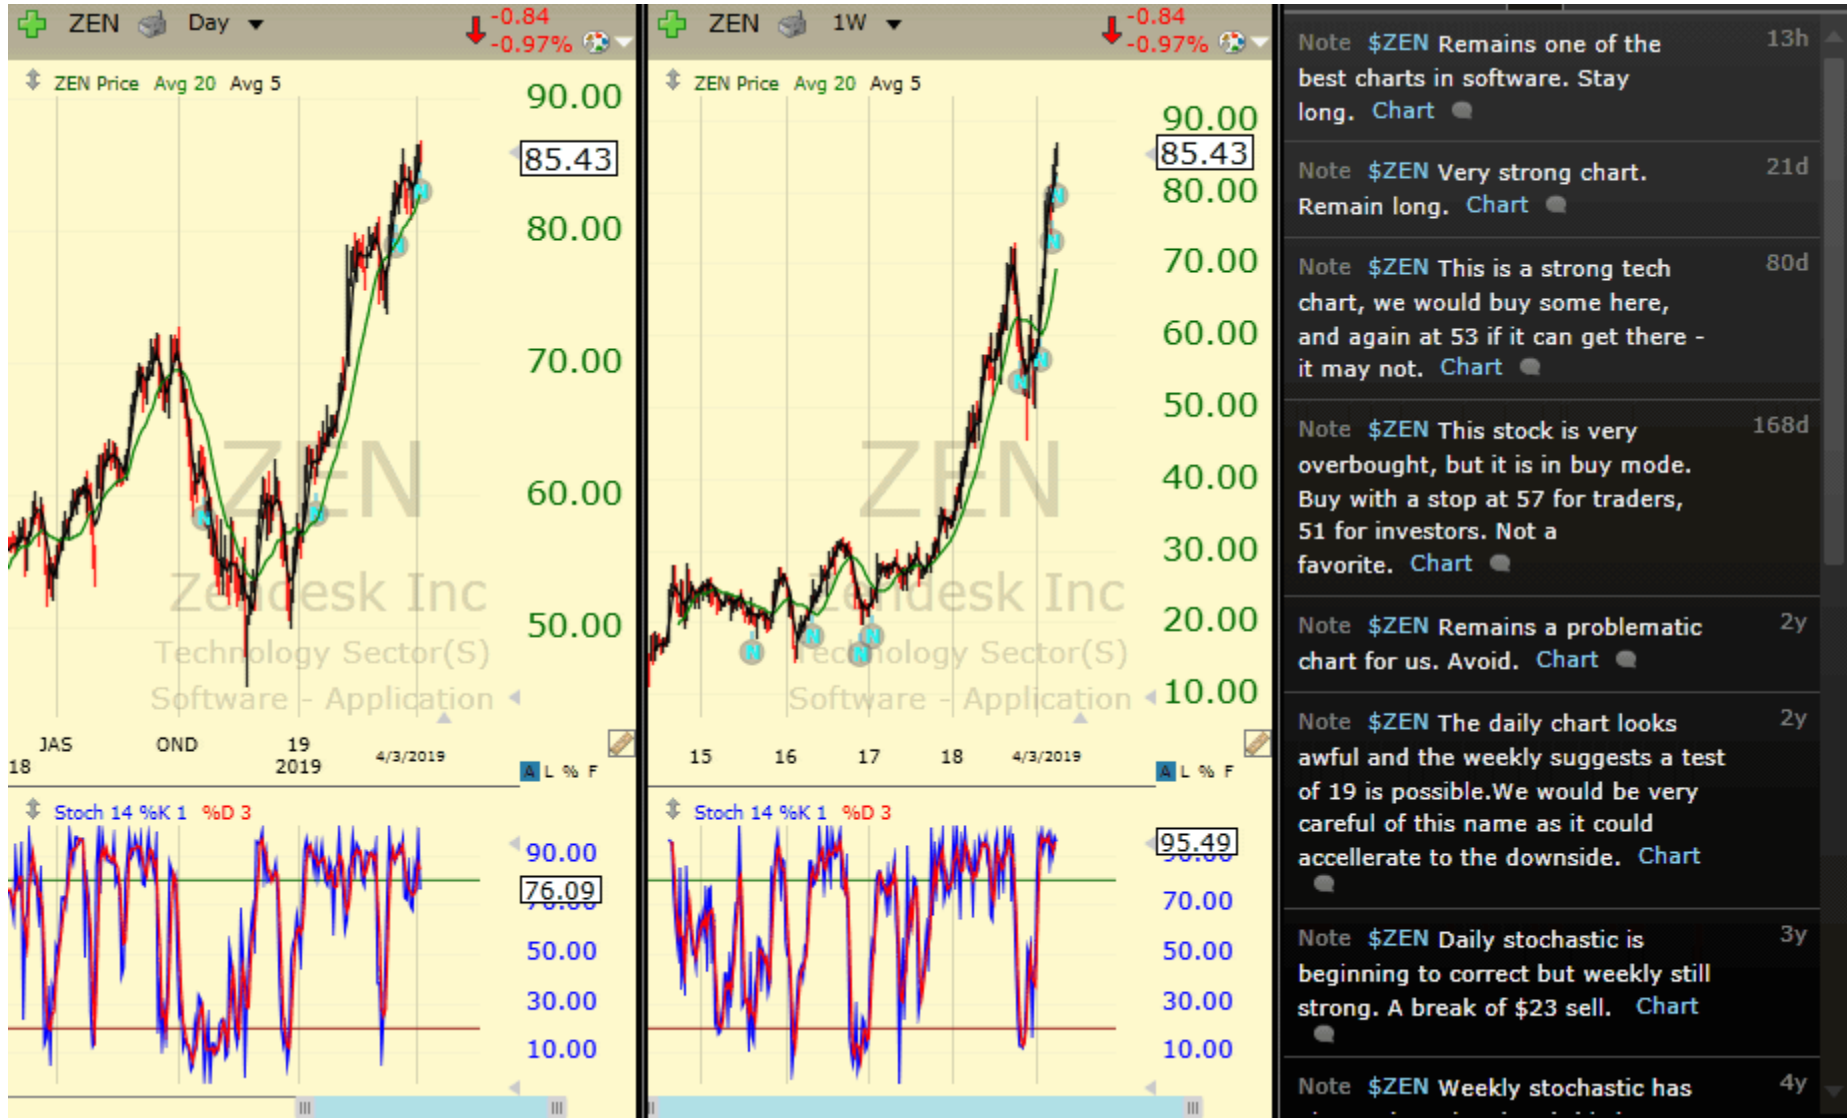 ZEN Day
-0.84
-0.97%
ZEN Price Avg 20 Avg 5
90.00
85.43
80.00
70.00
60.00
50.00
ZEN
Zendesk Inc
Technology Sector(S)
Software - Application
JAS OND 19 4/3/2019
18 2019
A L % F
Stoch 14 %K 1 %D 3
90.00
76.09
50.00
30.00
10.00
ZEN 1W
-0.84
-0.97%
ZEN Price Avg 20 Avg 5
90.00
85.43
80.00
70.00
60.00
50.00
40.00
30.00
20.00
10.00
ZEN
Zendesk Inc
Technology Sector(S)
Software - Application
15 16 17 18 4/3/2019
A L % F
Stoch 14 %K 1 %D 3
95.49
90.00
70.00
50.00
30.00
10.00
Note $ZEN Remains one of the 13h
best charts in software. Stay
long. Chart
Note $ZEN Very strong chart. 21d
Remain long. Chart
Note $ZEN This is a strong tech 80d
chart, we would buy some here,
and again at 53 if it can get there -
it may not. Chart
Note $ZEN This stock is very 168d
overbought, but it is in buy mode.
Buy with a stop at 57 for traders,
51 for investors. Not a
favorite. Chart
Note $ZEN Remains a problematic 2y
chart for us. Avoid. Chart
Note $ZEN The daily chart looks 2y
awful and the weekly suggests a test
of 19 is possible.We would be very
careful of this name as it could
accellerate to the downside. Chart
Note $ZEN Daily stochastic is 3y
beginning to correct but weekly still
strong. A break of $23 sell. Chart
Note $ZEN Weekly stochastic has 4y